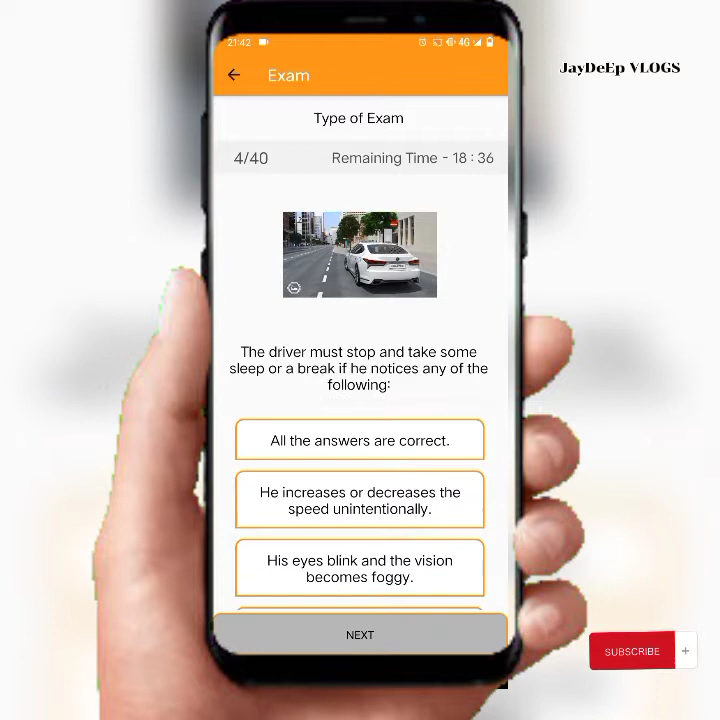 21:42
4G
JayDeEp VLOGS
Exam
Type of Exam
4/40
Remaining Time - 18 : 36
The driver must stop and take some
sleep or a break if he notices any of the
following:
All the answers are correct.
He increases or decreases the
speed unintentionally.
His eyes blink and the vision
becomes foggy.
NEXT
SUBSCRIBE +